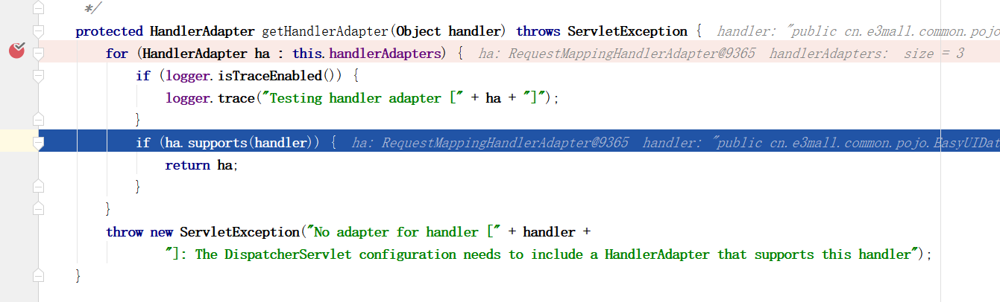 */
protected HandlerAdapter getHandlerAdapter(Object handler) throws ServletException {  handler: "public cn.e3mall.common.pojo
for (HandlerAdapter ha : this.handlerAdapters) {  ha: RequestMappingHandlerAdapter@9365  handlerAdapters:  size = 3
if (logger.isTraceEnabled()) {
logger.trace("Testing handler adapter [" + ha + "]");
}
if (ha.supports(handler)) {  ha: RequestMappingHandlerAdapter@9365  handler: "public cn.e3mall.common.pojo.EasyUIDat
return ha;
}
}
throw new ServletException("No adapter for handler [" + handler +
"]: The DispatcherServlet configuration needs to include a HandlerAdapter that supports this handler");
}